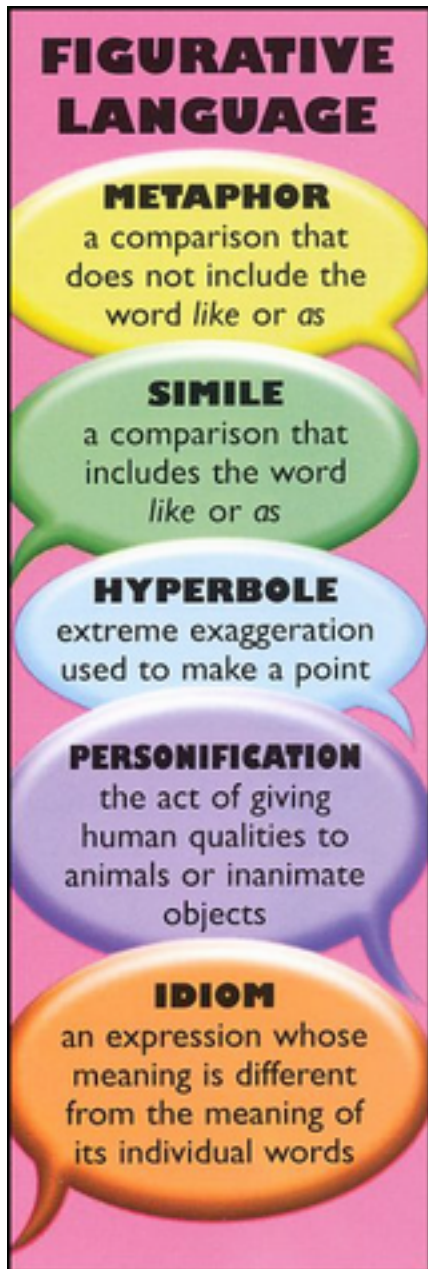 FIGURATIVE
LANGUAGE
METAPHOR
a comparison that
does not include the
word like or as
SIMILE
a comparison that
includes the word
like or as
HYPERBOLE
extreme exaggeration
used to make a point
PERSONIFICATION
the act of giving
human qualities to
animals or inanimate
objects
IDIOM
an expression whose
meaning is different
from the meaning of
its individual words